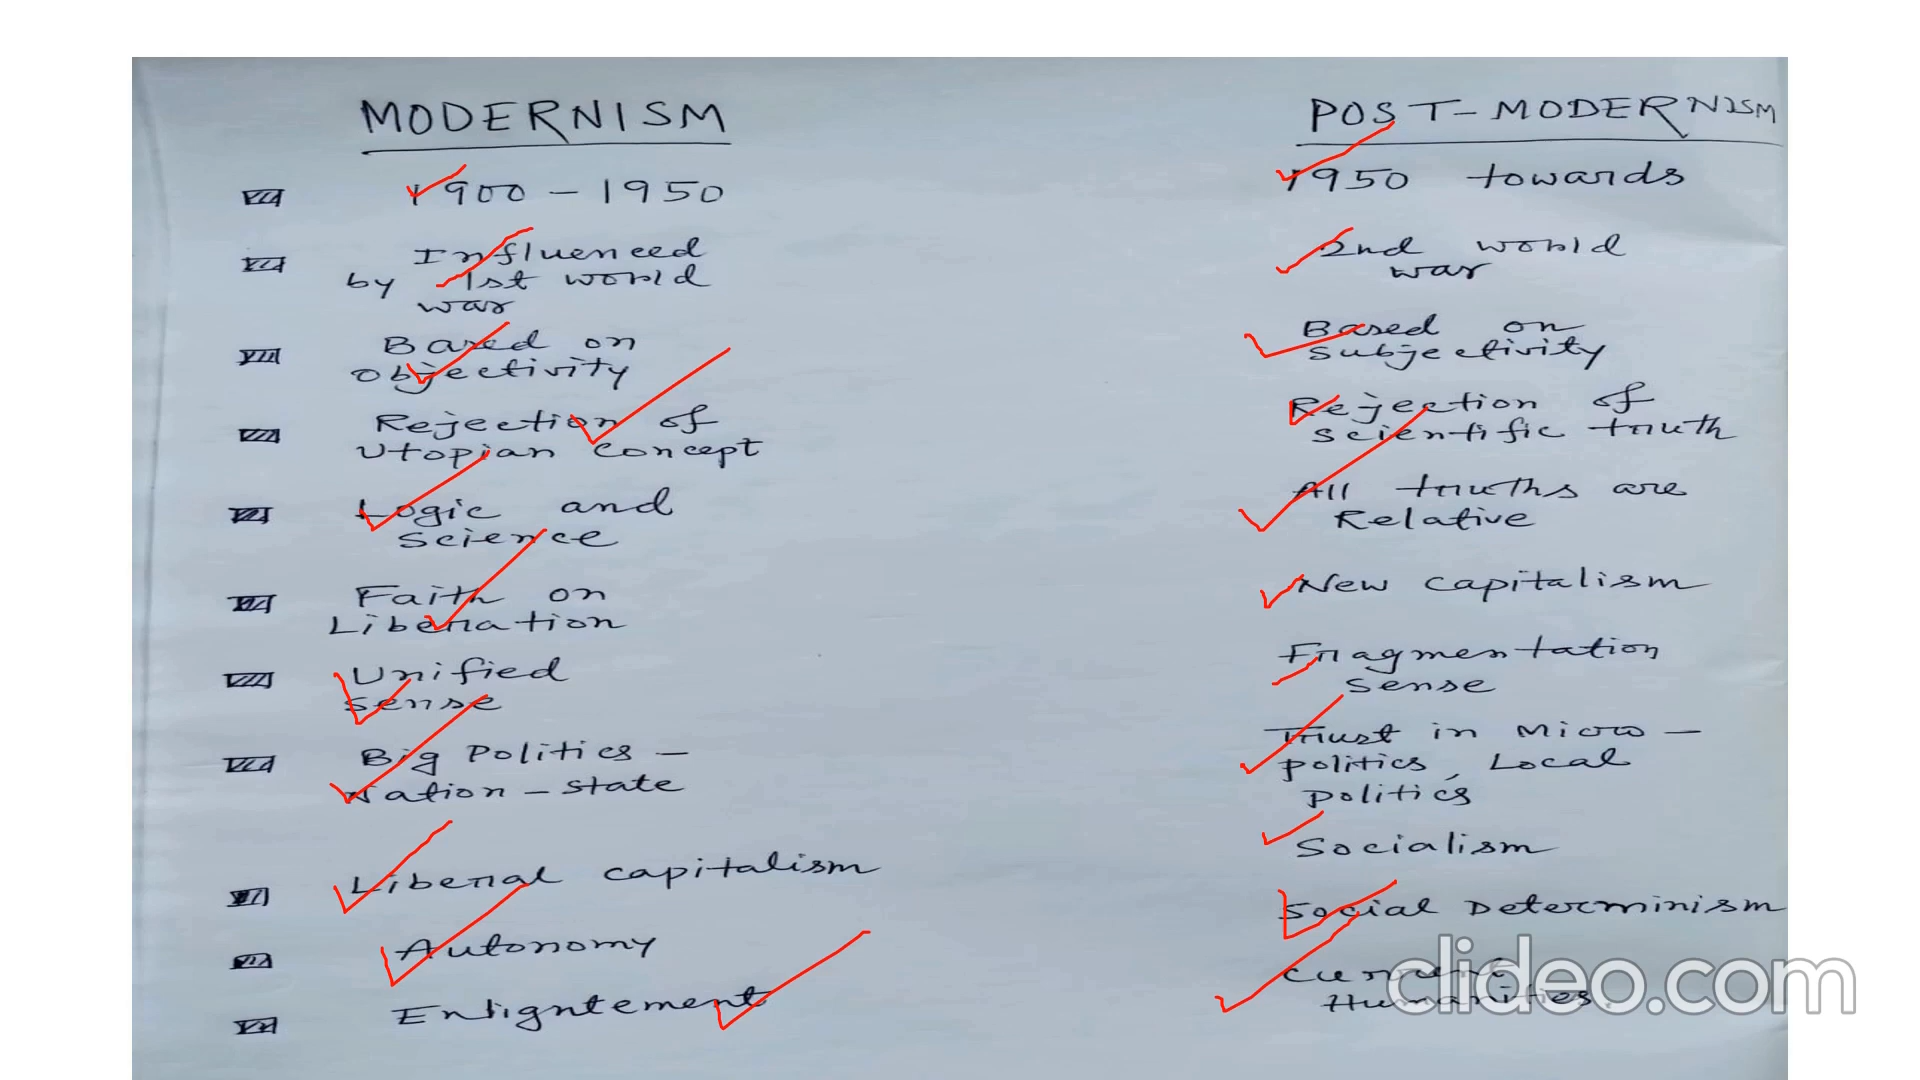 MODERNISM
1900 - 1950
Influenced
by 1st world
war
Based on
objectivity
Rejection of
Utopian concept
Logic and
Science
Faith on
Liberation
Unified
Sense
Big Politics -
Nation - state
Liberal capitalism
Autonomy
Enligntement
POST-MODERNISM
1950 towards
2nd world
war
Based on
subjectivity
Rejection of
scientific truth
All truths are
Relative
New capitalism
Fragmentation
sense
Trust in Micro -
politics, Local
politics
Socialism
Social Determinism
Current
Humanities.
clideo.com